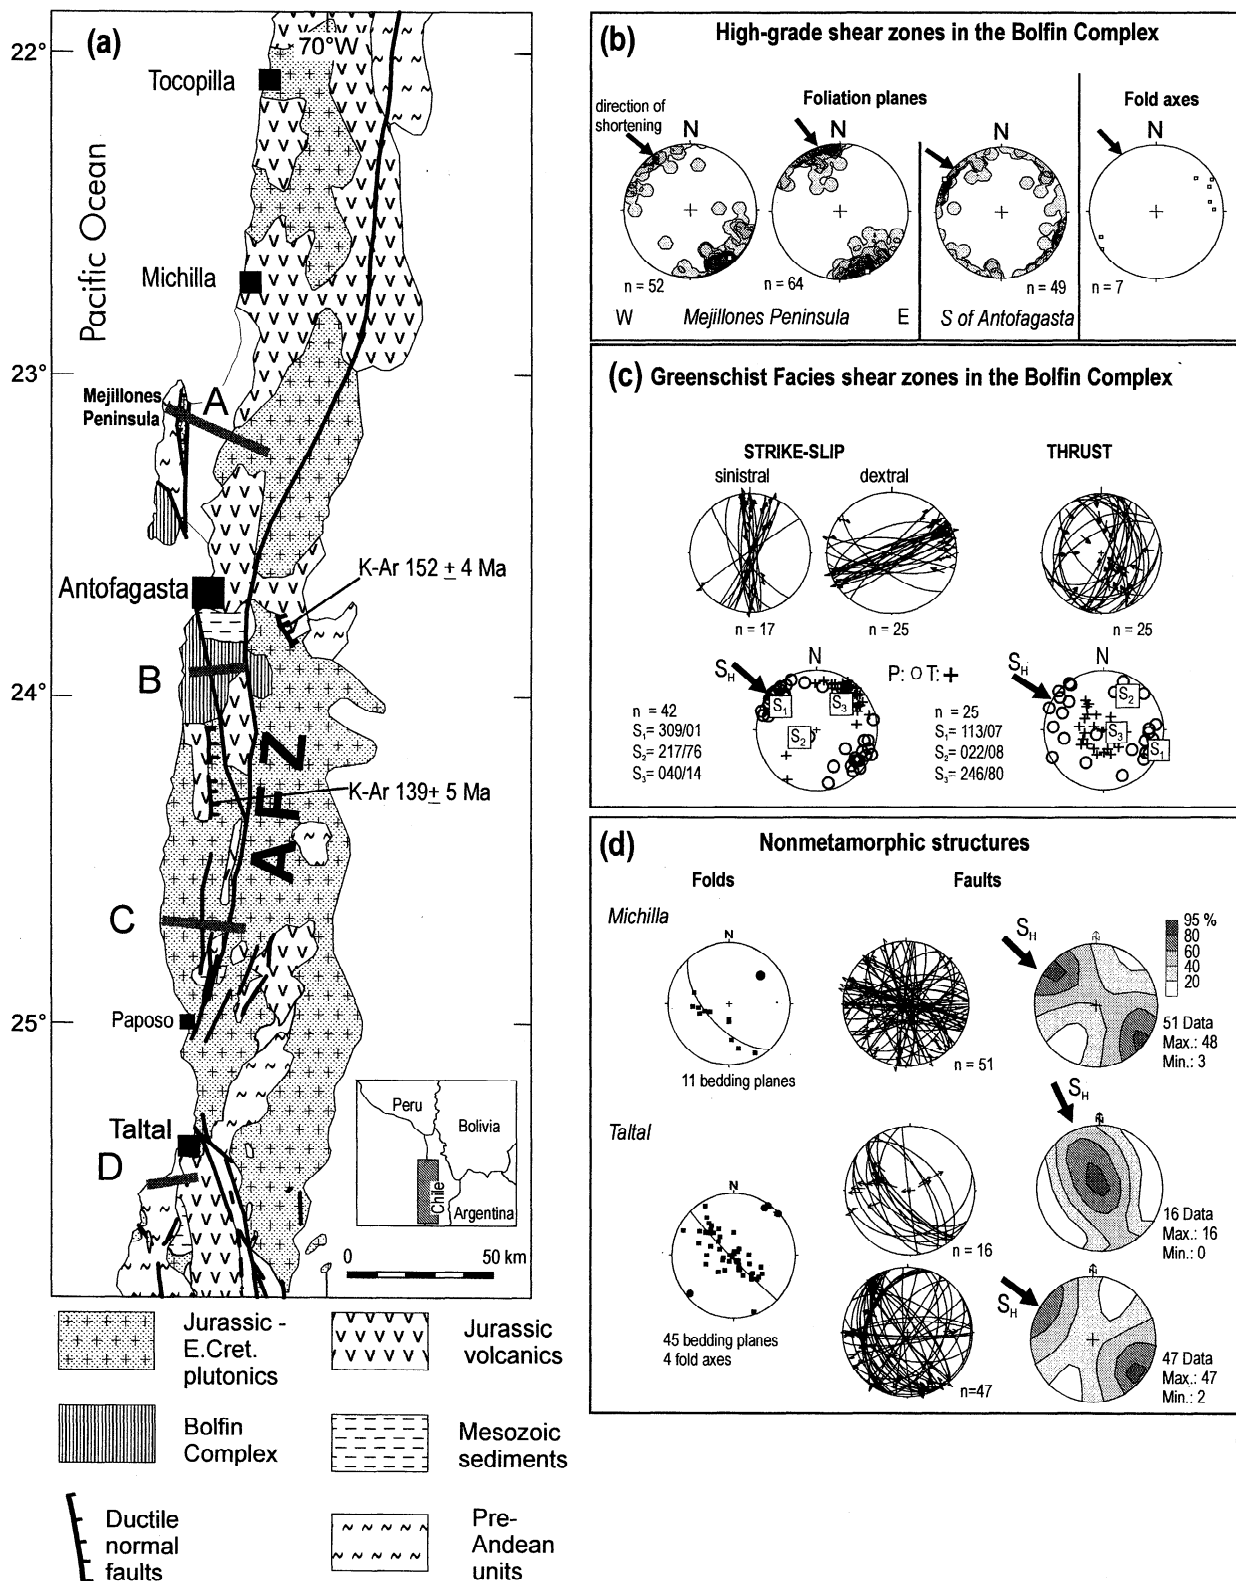 (a)
22°
70°W
Tocopilla
Pacific Ocean
Michilla
23°
Mejillones
Peninsula
A
K-Ar 152 ± 4 Ma
Antofagasta
B
24°
AFZ
K-Ar 139± 5 Ma
C
Paposo
25°
Taltal
D
Peru
Bolivia
Chile
Argentina
0 50 km
Jurassic -
E.Cret.
plutonics
Jurassic
volcanics
Bolfin
Complex
Mesozoic
sediments
Ductile
normal
faults
Pre-
Andean
units
(b) High-grade shear zones in the Bolfin Complex
Foliation planes
Fold axes
direction of
shortening
N
N
N
N
n = 52
n = 64
n = 49
n = 7
W Mejillones Peninsula E
S of Antofagasta
(c) Greenschist Facies shear zones in the Bolfin Complex
STRIKE-SLIP
THRUST
sinistral
dextral
n = 17
n = 25
n = 25
N
N
SH
P: O T: +
SH
S1
S3
S2
S2
S3
S1
n = 42
S1= 309/01
S2= 217/76
S3= 040/14
n = 25
S1= 113/07
S2= 022/08
S3= 246/80
(d) Nonmetamorphic structures
Folds
Faults
Michilla
N
SH
N
95 %
80
60
40
20
11 bedding planes
n = 51
51 Data
Max.: 48
Min.: 3
Taltal
SH
N
N
n = 16
16 Data
Max.: 16
Min.: 0
45 bedding planes
4 fold axes
SH
N
n=47
47 Data
Max.: 47
Min.: 2